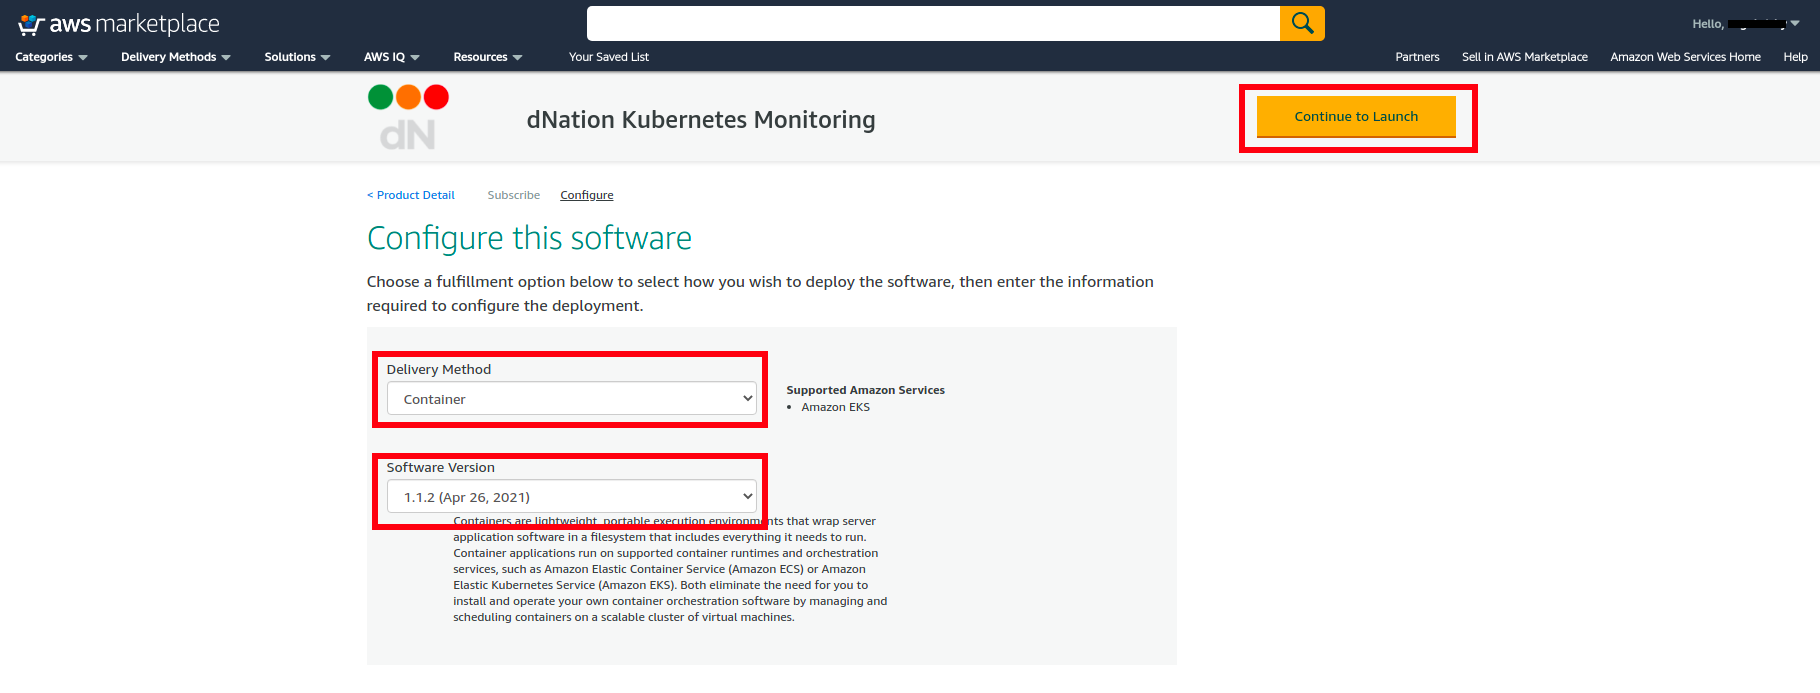 aws marketplace
Hello,
Categories Delivery Methods Solutions AWS IQ Resources Your Saved List Partners Sell in AWS Marketplace Amazon Web Services Home Help
dN
dNation Kubernetes Monitoring
Continue to Launch
< Product Detail Subscribe Configure
Configure this software
Choose a fulfillment option below to select how you wish to deploy the software, then enter the information
required to configure the deployment.
Delivery Method
Container
Supported Amazon Services
• Amazon EKS
Software Version
1.1.2 (Apr 26, 2021)
Containers are lightweight, portable execution environments that wrap server
application software in a filesystem that includes everything it needs to run.
Container applications run on supported container runtimes and orchestration
services, such as Amazon Elastic Container Service (Amazon ECS) or Amazon
Elastic Kubernetes Service (Amazon EKS). Both eliminate the need for you to
install and operate your own container orchestration software by managing and
scheduling containers on a scalable cluster of virtual machines.